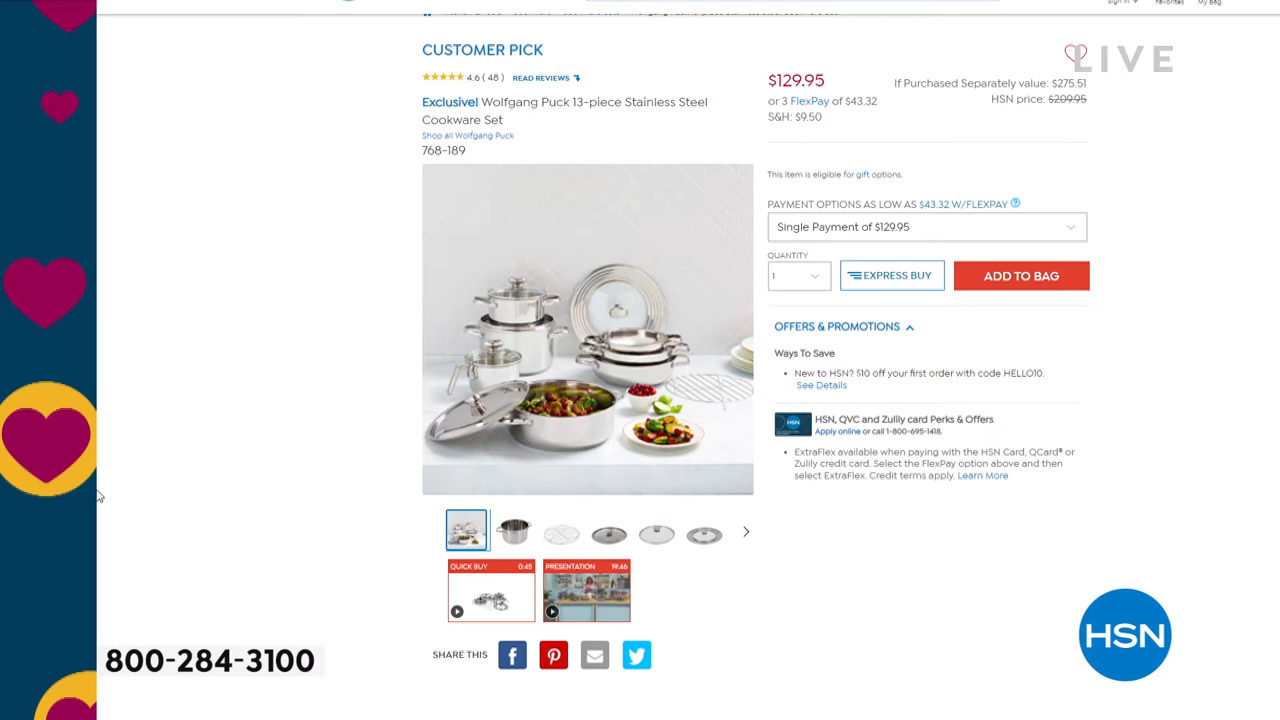 Sign In
Favorites
My Bag
CUSTOMER PICK
4.6 ( 48 ) READ REVIEWS
Exclusive! Wolfgang Puck 13-piece Stainless Steel
Cookware Set
Shop all Wolfgang Puck
768-189
LIVE
$129.95
or 3 FlexPay of $43.32
S&H: $9.50
If Purchased Separately value: $275.51
HSN price: $209.95
This item is eligible for gift options.
PAYMENT OPTIONS AS LOW AS $43.32 W/FLEXPAY ?
Single Payment of $129.95
QUANTITY
1
EXPRESS BUY
ADD TO BAG
OFFERS & PROMOTIONS
Ways To Save
• New to HSN? $10 off your first order with code HELLO10.
See Details
HSN
HSN, QVC and Zulily card Perks & Offers
Apply online or call 1-800-695-1418.
• ExtraFlex available when paying with the HSN Card, QCard® or
Zulily credit card. Select the FlexPay option above and then
select ExtraFlex. Credit terms apply. Learn More
QUICK BUY 0:45
PRESENTATION 19:46
SHARE THIS
800-284-3100
HSN